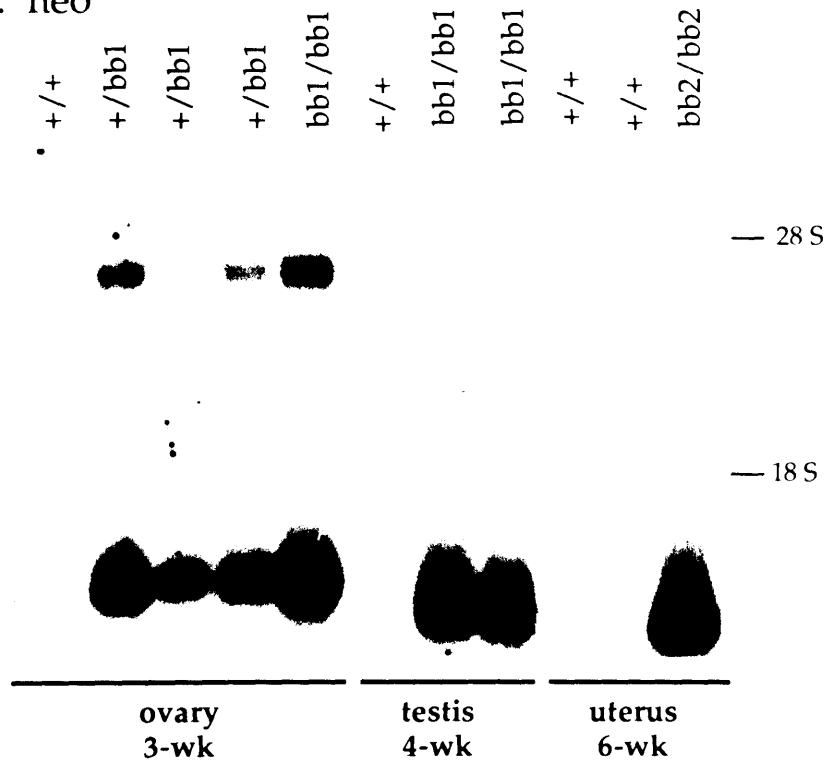 neo
+/+
+/bb1
+/bb1
+/bb1
bb1/bb1
+/+
bb1/bb1
bb1/bb1
+/+
+/+
bb2/bb2
28 S
18 S
ovary
3-wk
testis
4-wk
uterus
6-wk